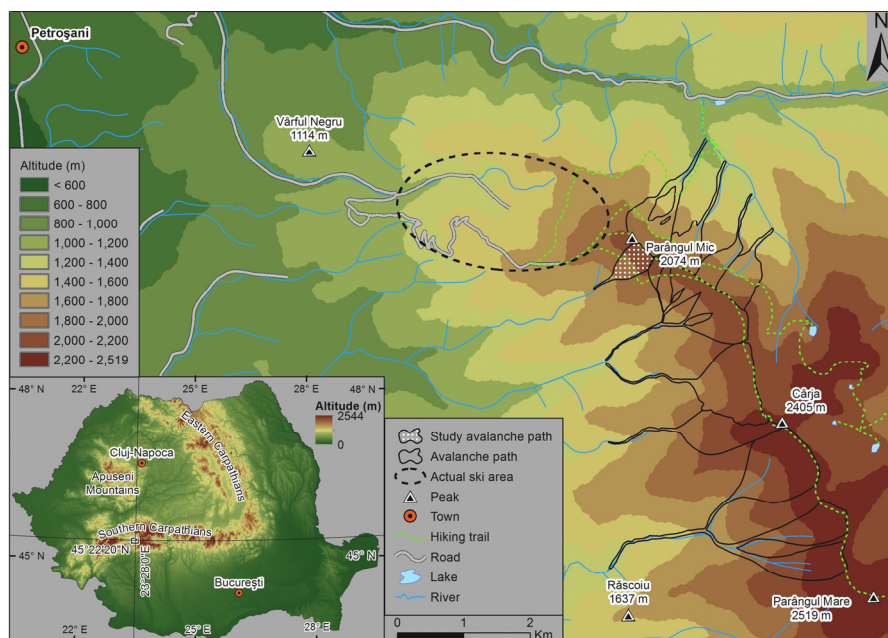 Petroşani
N
Vârful Negru
1114 m
Parângul Mic
2074 m
Cârja
2405 m
Răscoiu
1637 m
Parângul Mare
2519 m
Altitude (m)
< 600
600 - 800
800 - 1,000
1,000 - 1,200
1,200 - 1,400
1,400 - 1,600
1,600 - 1,800
1,800 - 2,000
2,000 - 2,200
2,200 - 2,519
48° N
22° E
25° E
28° E
48° N
Altitude (m)
2544
0
Eastern Carpathians
Cluj-Napoca
Apuseni
Mountains
Southern Carpathians
45°22'20"N
23°28'0"E
45° N
45° N
Bucureşti
22° E
25° E
28° E
Study avalanche path
Avalanche path
Actual ski area
Peak
Town
Hiking trail
Road
Lake
River
0
1
2
Km